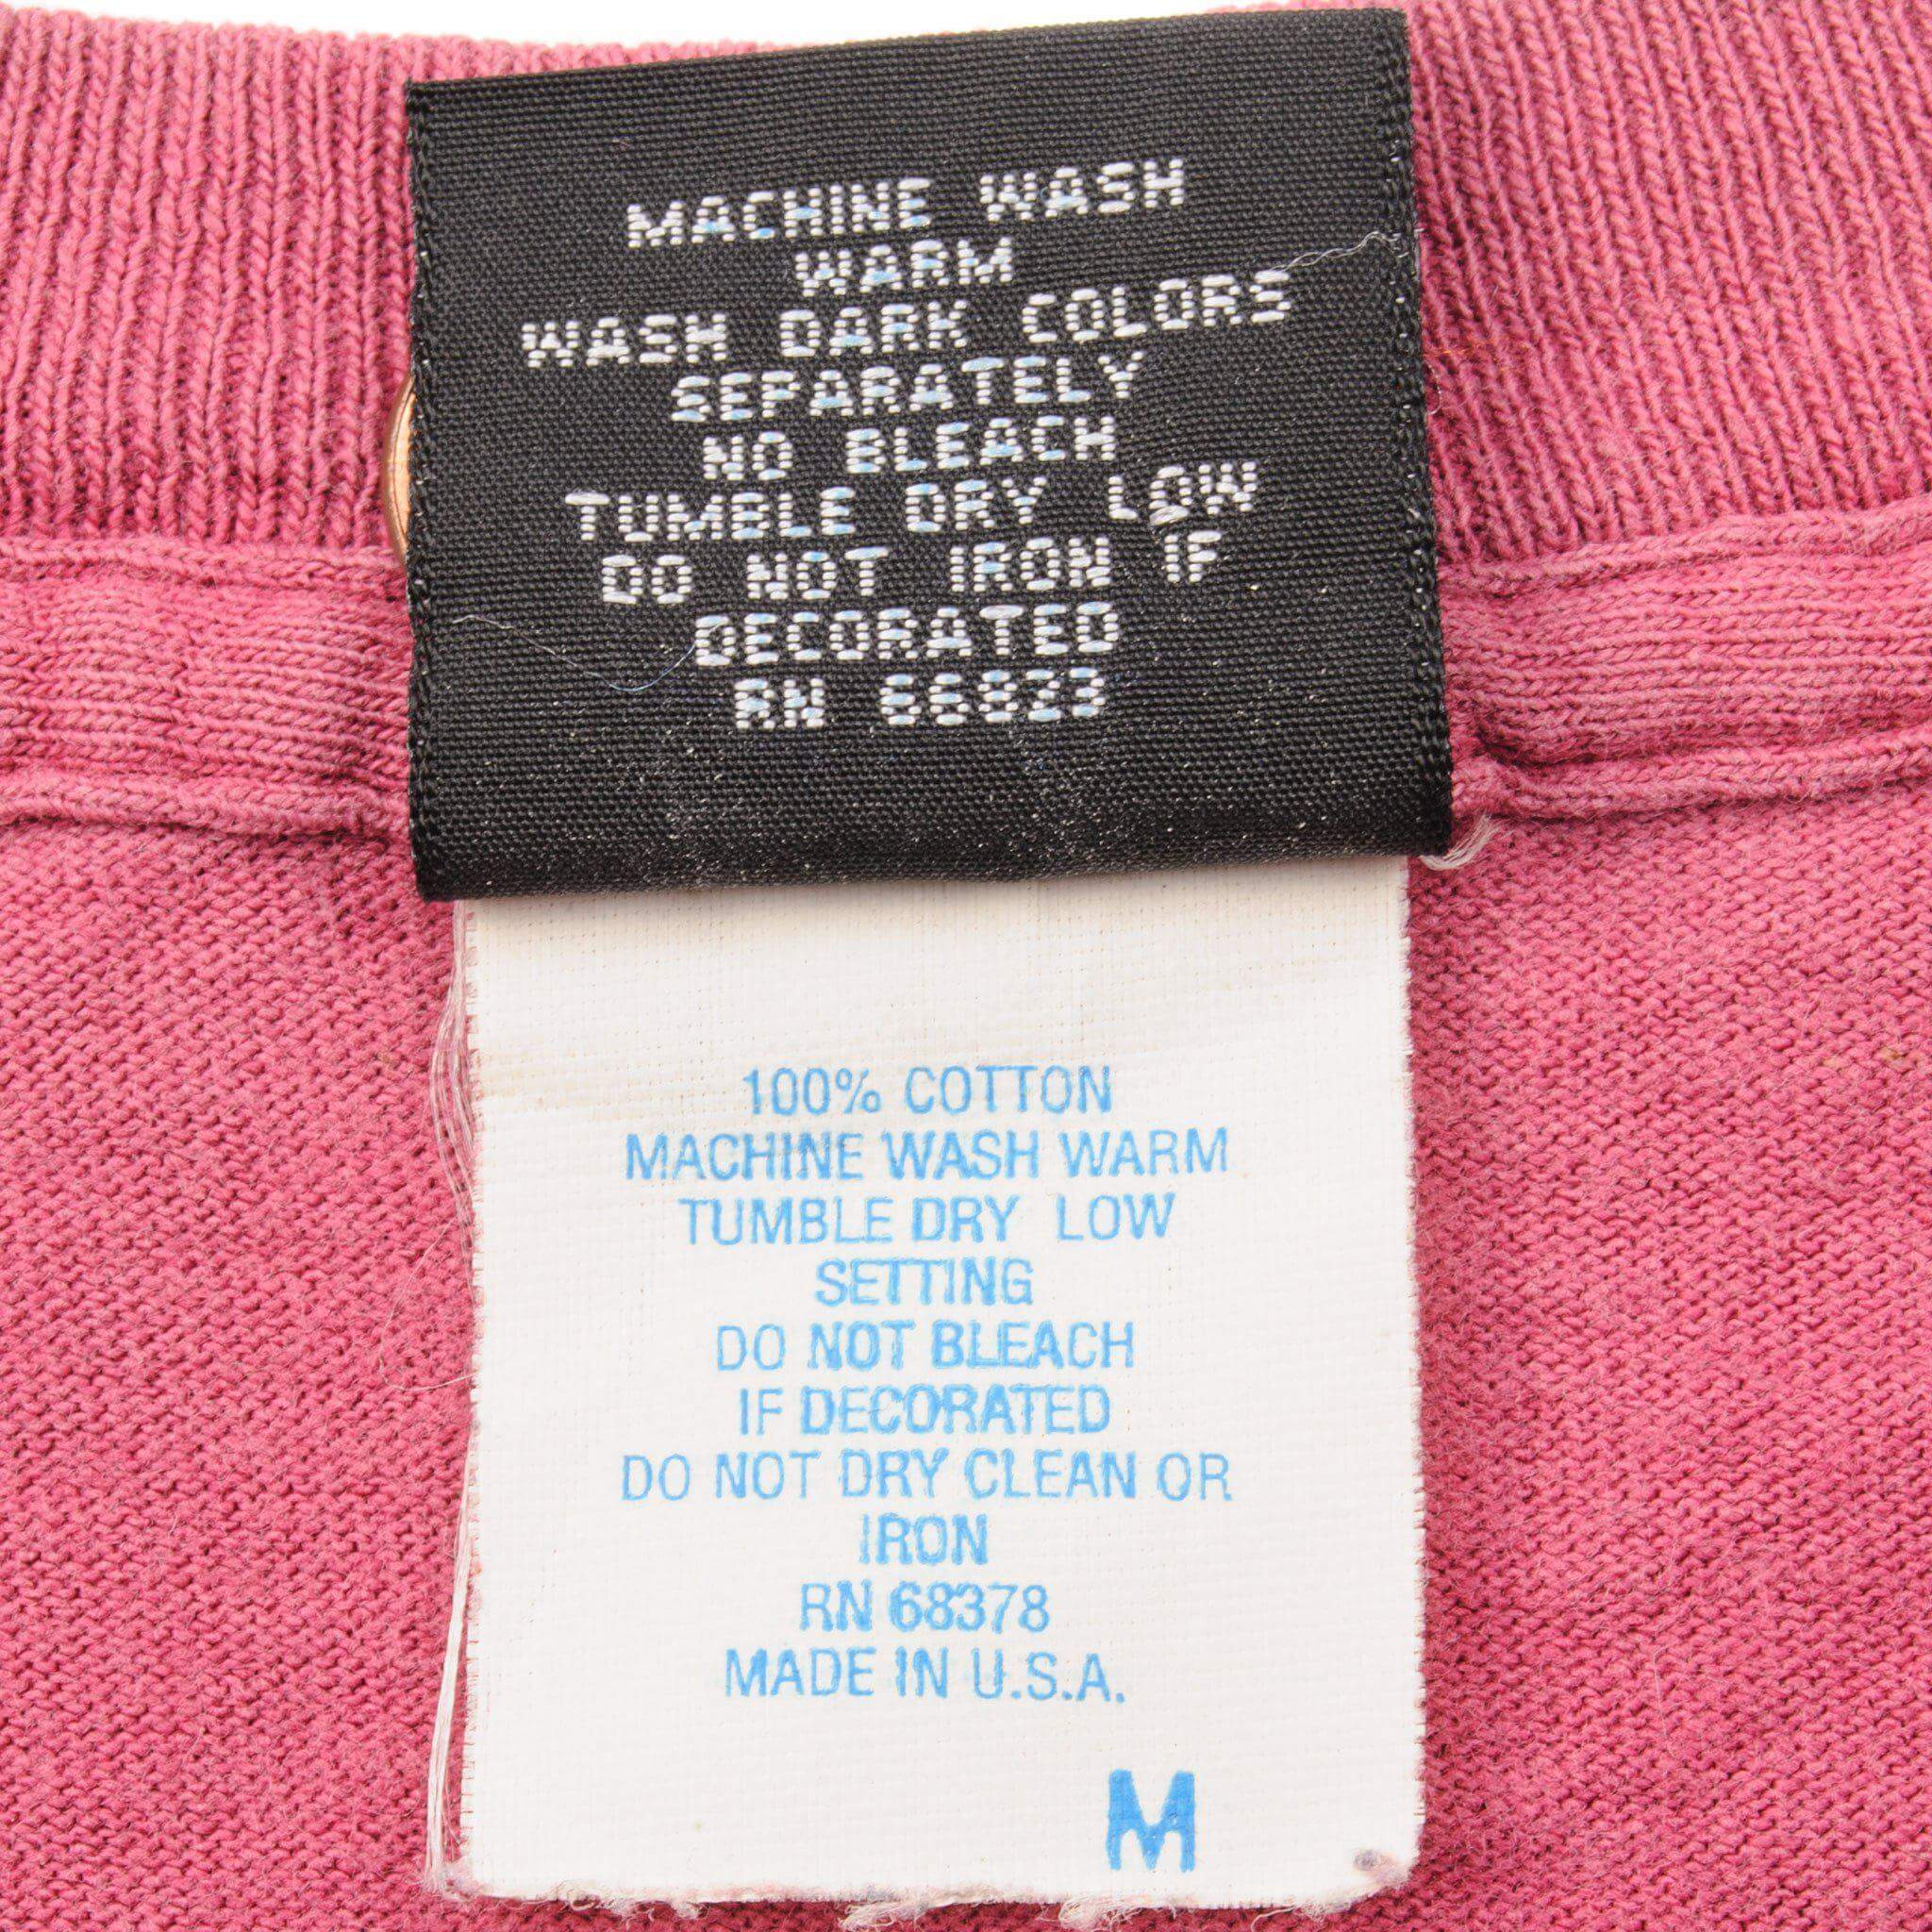 MACHINE WASH
WARM
WASH DARK COLORS
SEPARATELY
NO BLEACH
TUMBLE DRY LOW
DO NOT IRON IF
DECORATED
RN 66823
100% COTTON
MACHINE WASH WARM
TUMBLE DRY LOW
SETTING
DO NOT BLEACH
IF DECORATED
DO NOT DRY CLEAN OR
IRON
RN 68378
MADE IN U.S.A.
M